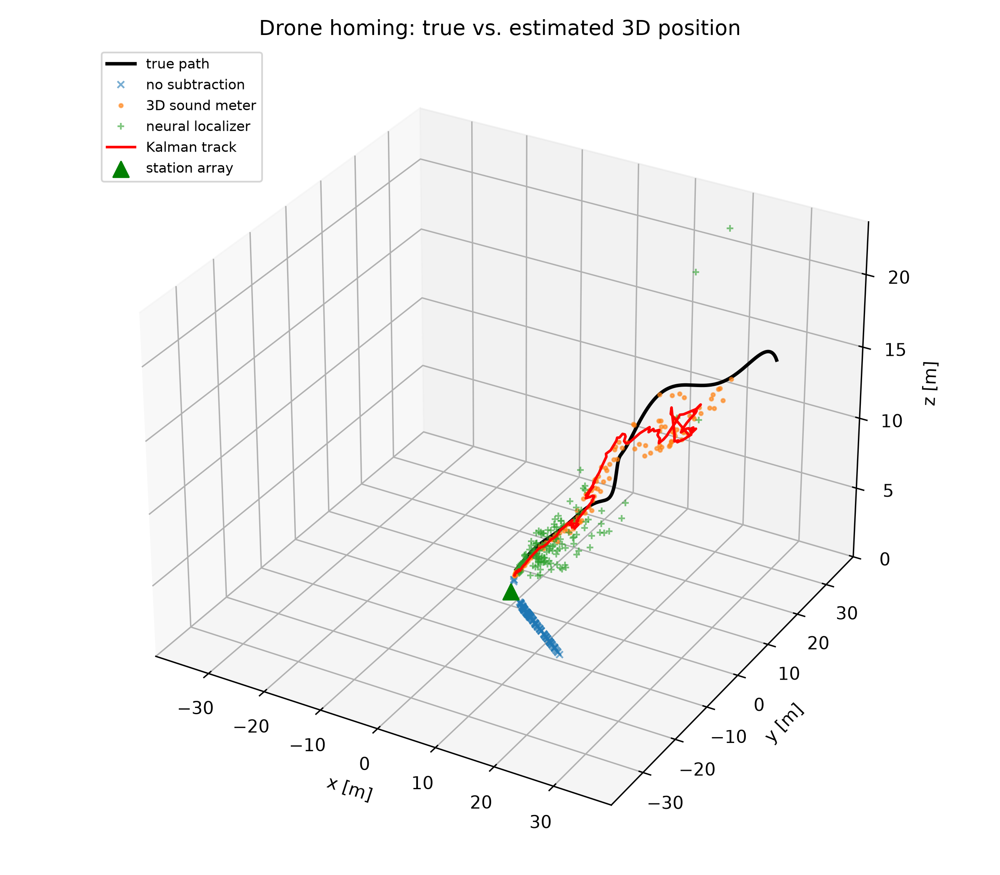 Drone homing: true vs. estimated 3D position
true path
no subtraction
3D sound meter
neural localizer
Kalman track
station array
20
15
z [m]
10
5
0
30
20
10
0
−10
−20
−30
y [m]
−30
−20
−10
0
10
20
30
x [m]